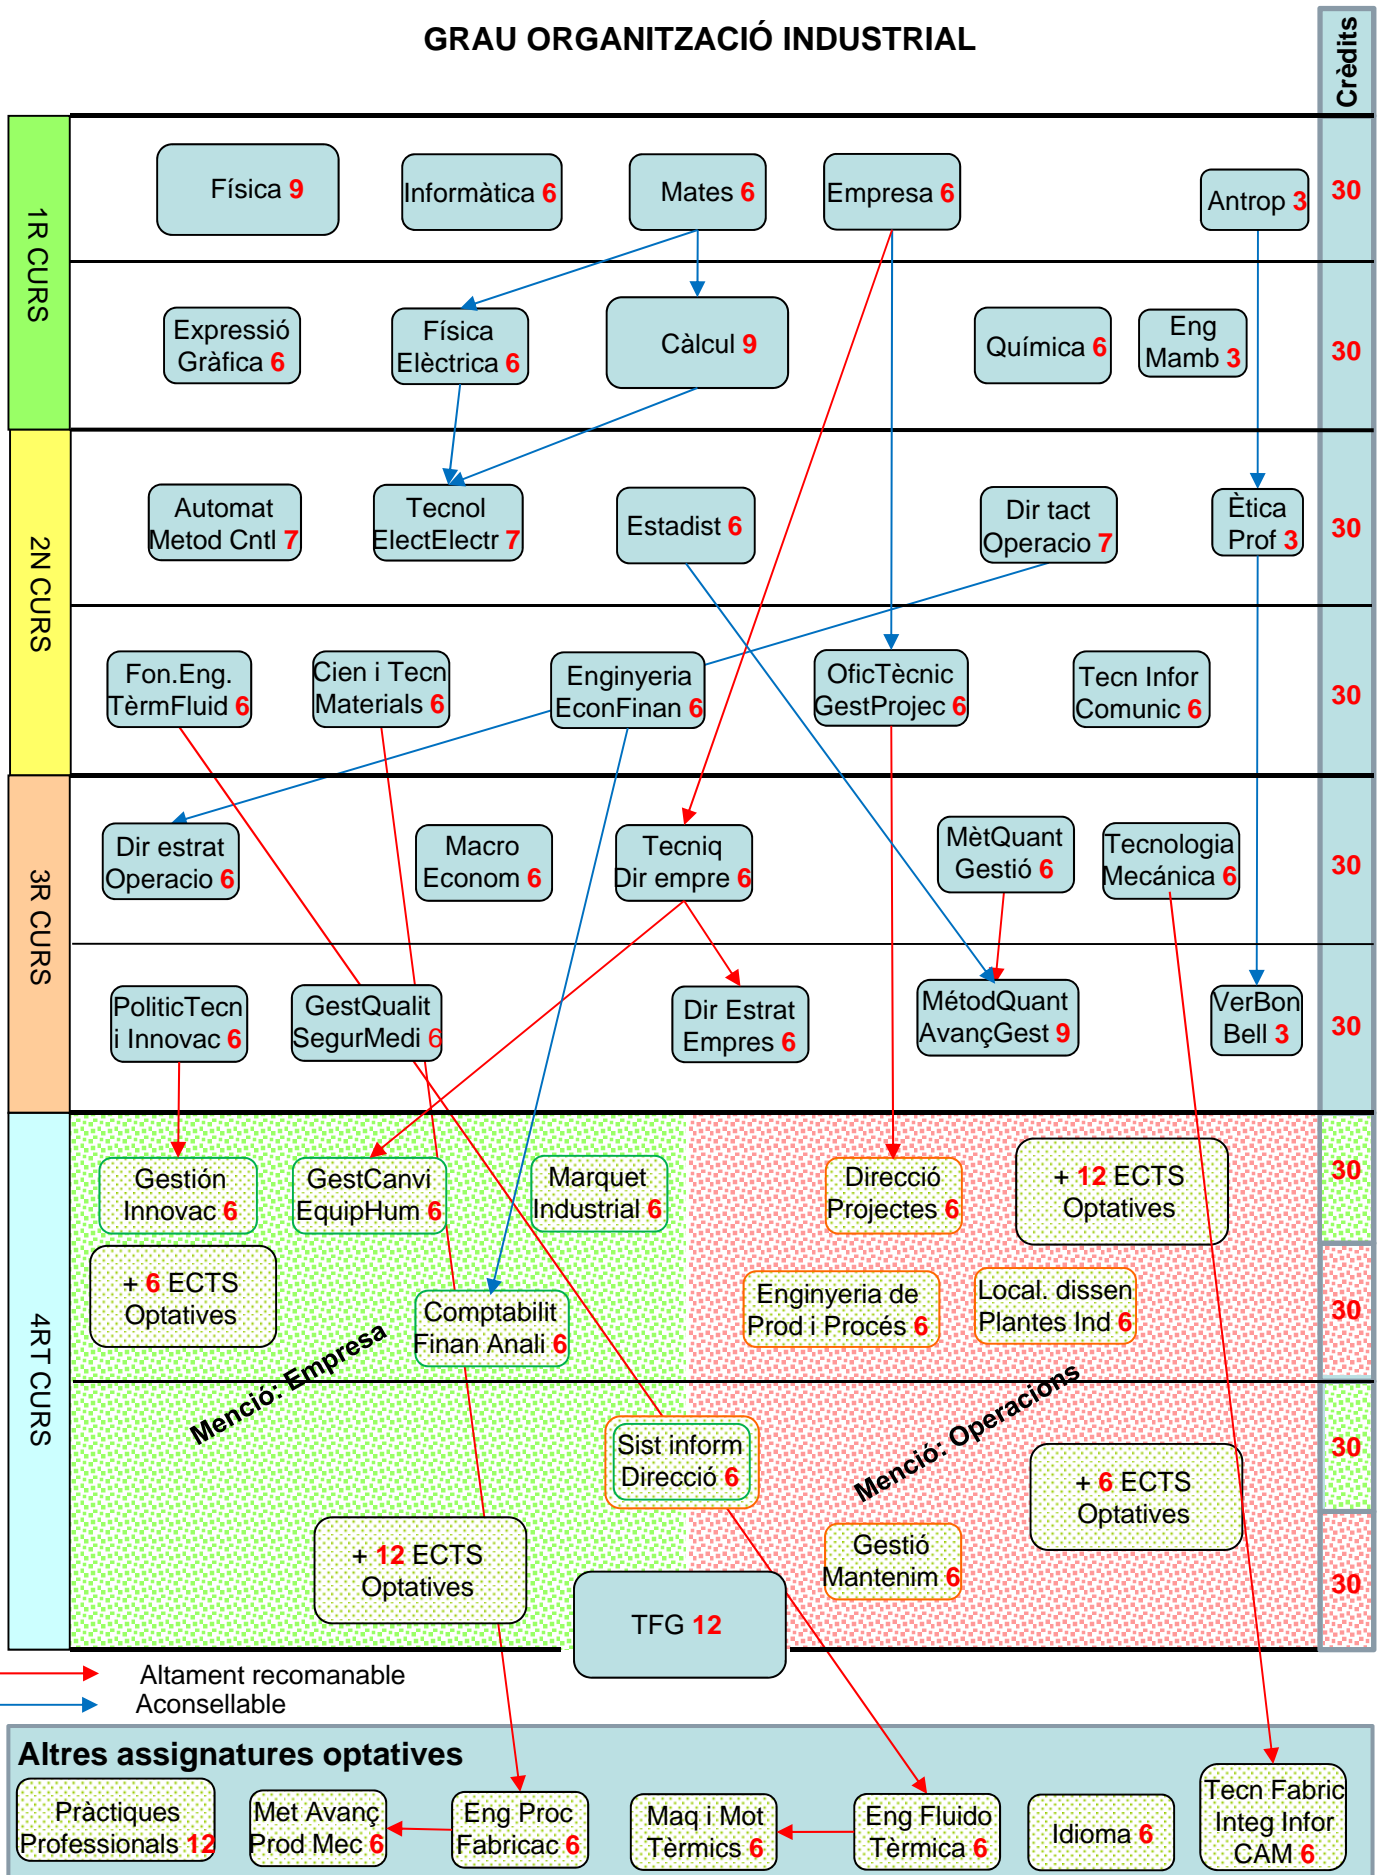 GRAU ORGANITZACIÓ INDUSTRIAL
Crèdits
1R CURS
Física 9
Informàtica 6
Mates 6
Empresa 6
Antrop 3
30
Expressió
Gràfica 6
Física
Elèctrica 6
Càlcul 9
Química 6
Eng
Mamb 3
30
2N CURS
Automat
Metod Cntl 7
Tecnol
ElectElectr 7
Estadist 6
Dir tact
Operacio 7
Ètica
Prof 3
30
Fon.Eng.
TèrmFluid 6
Cien i Tecn
Materials 6
Enginyeria
EconFinan 6
OficTècnic
GestProjec 6
Tecn Infor
Comunic 6
30
3R CURS
Dir estrat
Operacio 6
Macro
Econom 6
Tecniq
Dir empre 6
MètQuant
Gestió 6
Tecnologia
Mecánica 6
30
PoliticTecn
i Innovac 6
GestQualit
SegurMedi 6
Dir Estrat
Empres 6
MétodQuant
AvançGest 9
VerBon
Bell 3
30
4RT CURS
Gestión
Innovac 6
GestCanvi
EquipHum 6
Marquet
Industrial 6
Direcció
Projectes 6
+ 12 ECTS
Optatives
30
+ 6 ECTS
Optatives
Comptabilit
Finan Anali 6
Enginyeria de
Prod i Procés 6
Local. dissen
Plantes Ind 6
30
Menció: Empresa
Menció: Operacions
Sist inform
Direcció 6
+ 6 ECTS
Optatives
30
+ 12 ECTS
Optatives
Gestió
Mantenim 6
30
TFG 12
Altament recomanable
Aconsellable
Altres assignatures optatives
Pràctiques
Professionals 12
Met Avanç
Prod Mec 6
Eng Proc
Fabricac 6
Maq i Mot
Tèrmics 6
Eng Fluido
Tèrmica 6
Idioma 6
Tecn Fabric
Integ Infor
CAM 6